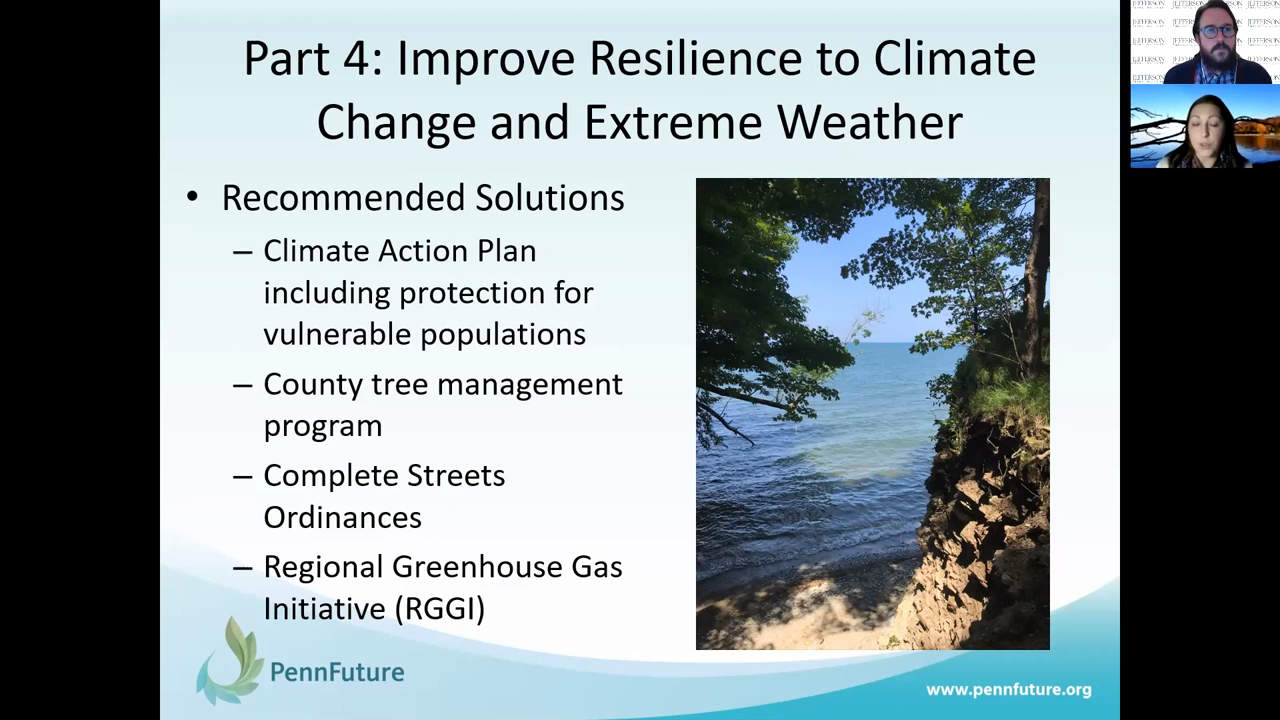 Part 4: Improve Resilience to Climate
Change and Extreme Weather
• Recommended Solutions
– Climate Action Plan
including protection for
vulnerable populations
– County tree management
program
– Complete Streets
Ordinances
– Regional Greenhouse Gas
Initiative (RGGI)
PennFuture
www.pennfuture.org
JEFFERSON